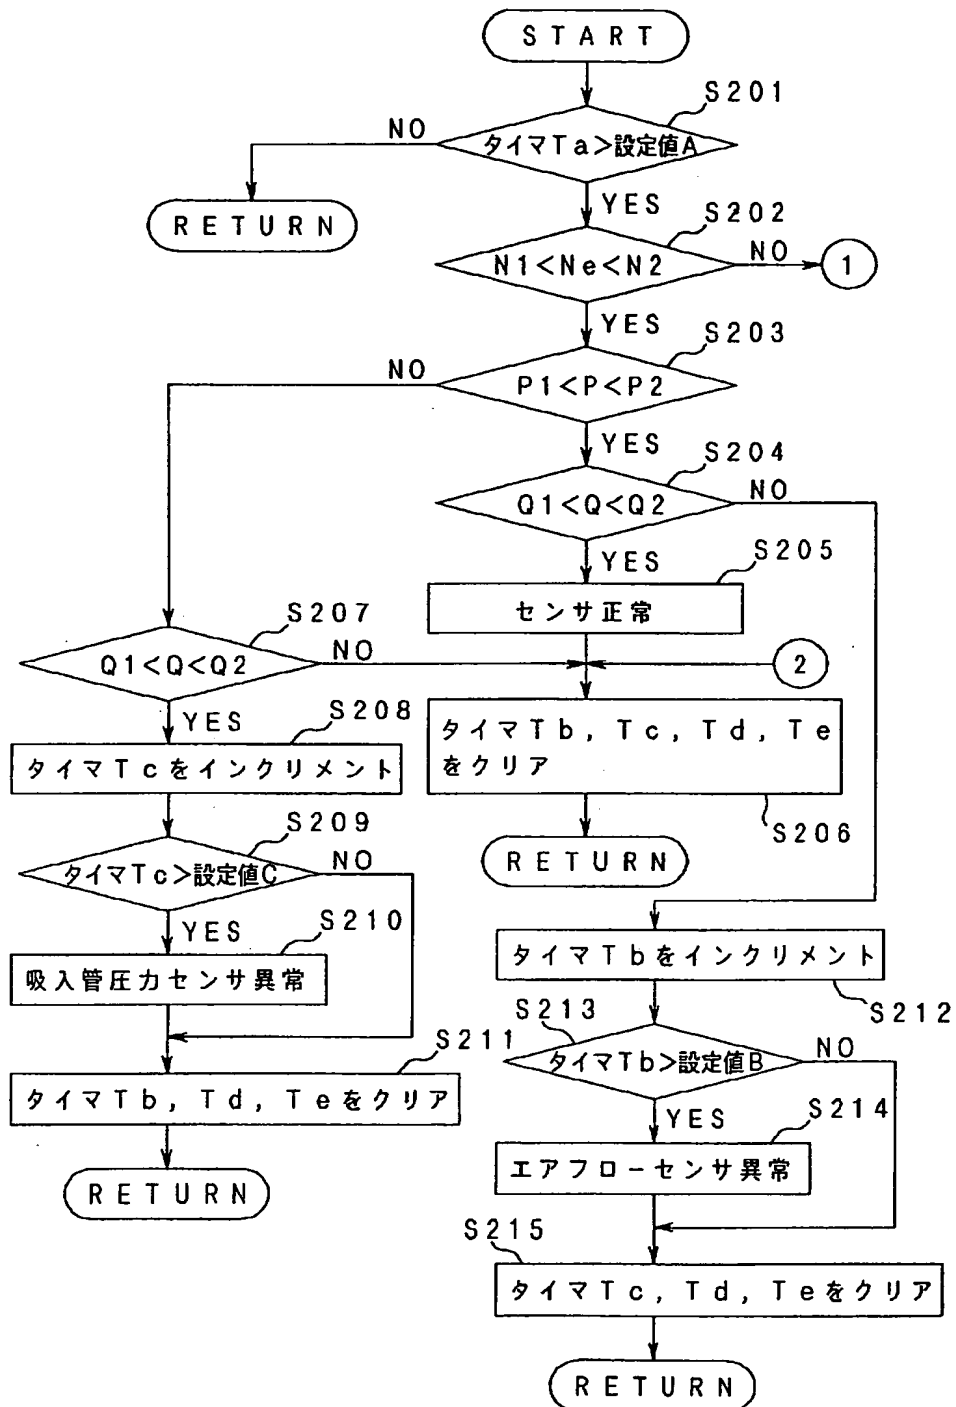 START
S201
タイマTa>設定値A
NO
RETURN
YES
S202
N1<Ne<N2
NO
1
YES
S203
P1<P<P2
NO
YES
S204
Q1<Q<Q2
NO
YES
S205
センサ正常
S207
Q1<Q<Q2
NO
2
YES
S208
タイマTcをインクリメント
タイマTb, Tc, Td, Te
をクリア
S206
RETURN
S209
タイマTc>設定値C
NO
YES
S210
吸入管圧力センサ異常
S211
タイマTb, Td, Teをクリア
RETURN
タイマTbをインクリメント
S212
S213
タイマTb>設定値B
NO
YES
S214
エアフローセンサ異常
S215
タイマTc, Td, Teをクリア
RETURN